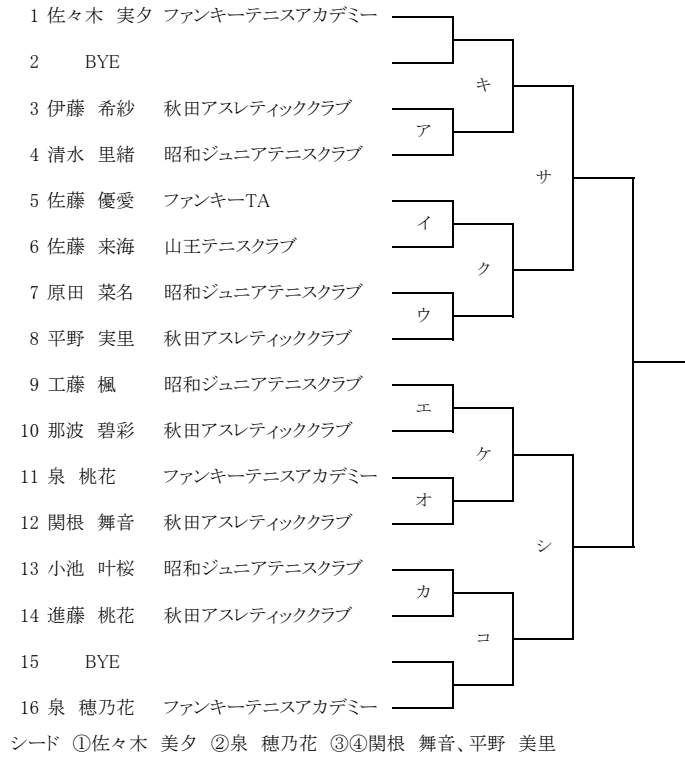 1 佐々木 実夕 ファンキーテニスアカデミー
2 BYE
キ
3 伊藤 希紗 秋田アスレティッククラブ
ア
4 清水 里緒 昭和ジュニアテニスクラブ
サ
5 佐藤 優愛 ファンキーTA
イ
6 佐藤 来海 山王テニスクラブ
ク
7 原田 菜名 昭和ジュニアテニスクラブ
ウ
8 平野 実里 秋田アスレティッククラブ
9 工藤 楓 昭和ジュニアテニスクラブ
エ
10 那波 碧彩 秋田アスレティッククラブ
ケ
11 泉 桃花 ファンキーテニスアカデミー
オ
12 関根 舞音 秋田アスレティッククラブ
シ
13 小池 叶桜 昭和ジュニアテニスクラブ
カ
14 進藤 桃花 秋田アスレティッククラブ
コ
15 BYE
16 泉 穂乃花 ファンキーテニスアカデミー
シード ①佐々木 美夕 ②泉 穂乃花 ③④関根 舞音、平野 美里